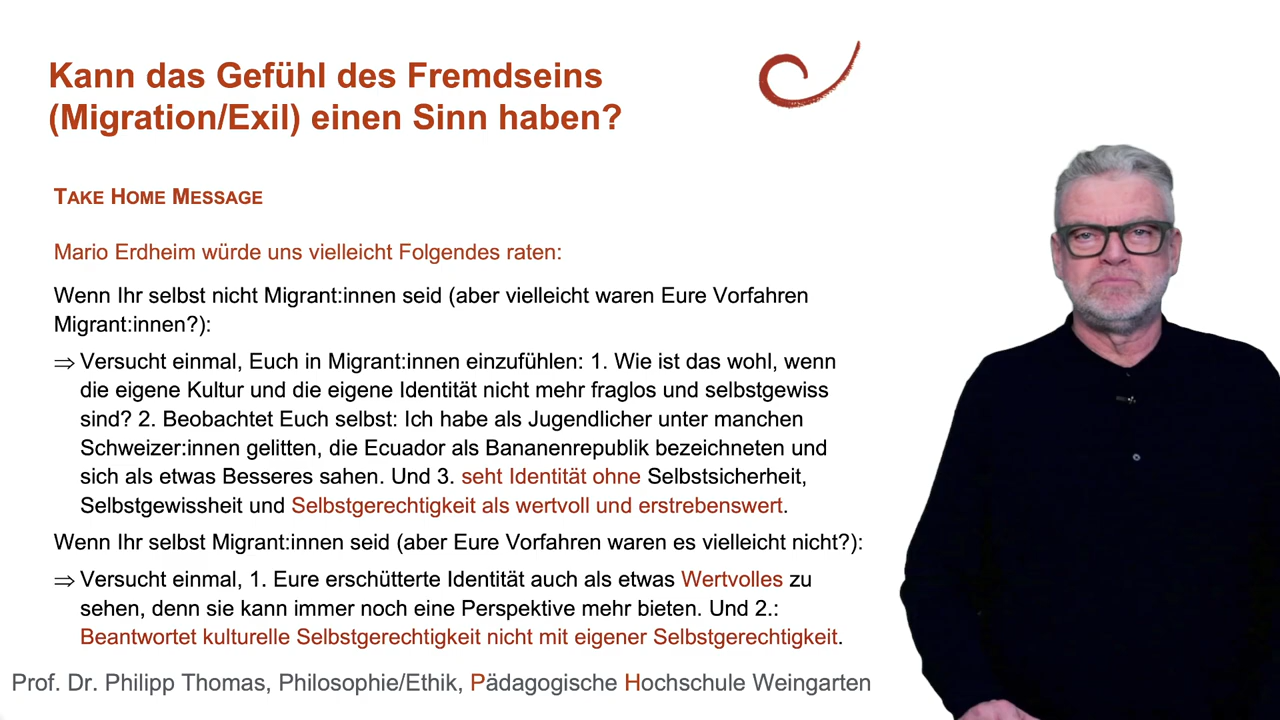 Kann das Gefühl des Fremdseins
(Migration/Exil) einen Sinn haben?
Take Home Message
Mario Erdheim würde uns vielleicht Folgendes raten:
Wenn Ihr selbst nicht Migrant:innen seid (aber vielleicht waren Eure Vorfahren
Migrant:innen?):
⇒ Versucht einmal, Euch in Migrant:innen einzufühlen: 1. Wie ist das wohl, wenn
die eigene Kultur und die eigene Identität nicht mehr fraglos und selbstgewiss
sind? 2. Beobachtet Euch selbst: Ich habe als Jugendlicher unter manchen
Schweizer:innen gelitten, die Ecuador als Bananenrepublik bezeichneten und
sich als etwas Besseres sahen. Und 3. seht Identität ohne Selbstsicherheit,
Selbstgewissheit und Selbstgerechtigkeit als wertvoll und erstrebenswert.
Wenn Ihr selbst Migrant:innen seid (aber Eure Vorfahren waren es vielleicht nicht?):
⇒ Versucht einmal, 1. Eure erschütterte Identität auch als etwas Wertvolles zu
sehen, denn sie kann immer noch eine Perspektive mehr bieten. Und 2.:
Beantwortet kulturelle Selbstgerechtigkeit nicht mit eigener Selbstgerechtigkeit.
Prof. Dr. Philipp Thomas, Philosophie/Ethik, Pädagogische Hochschule Weingarten